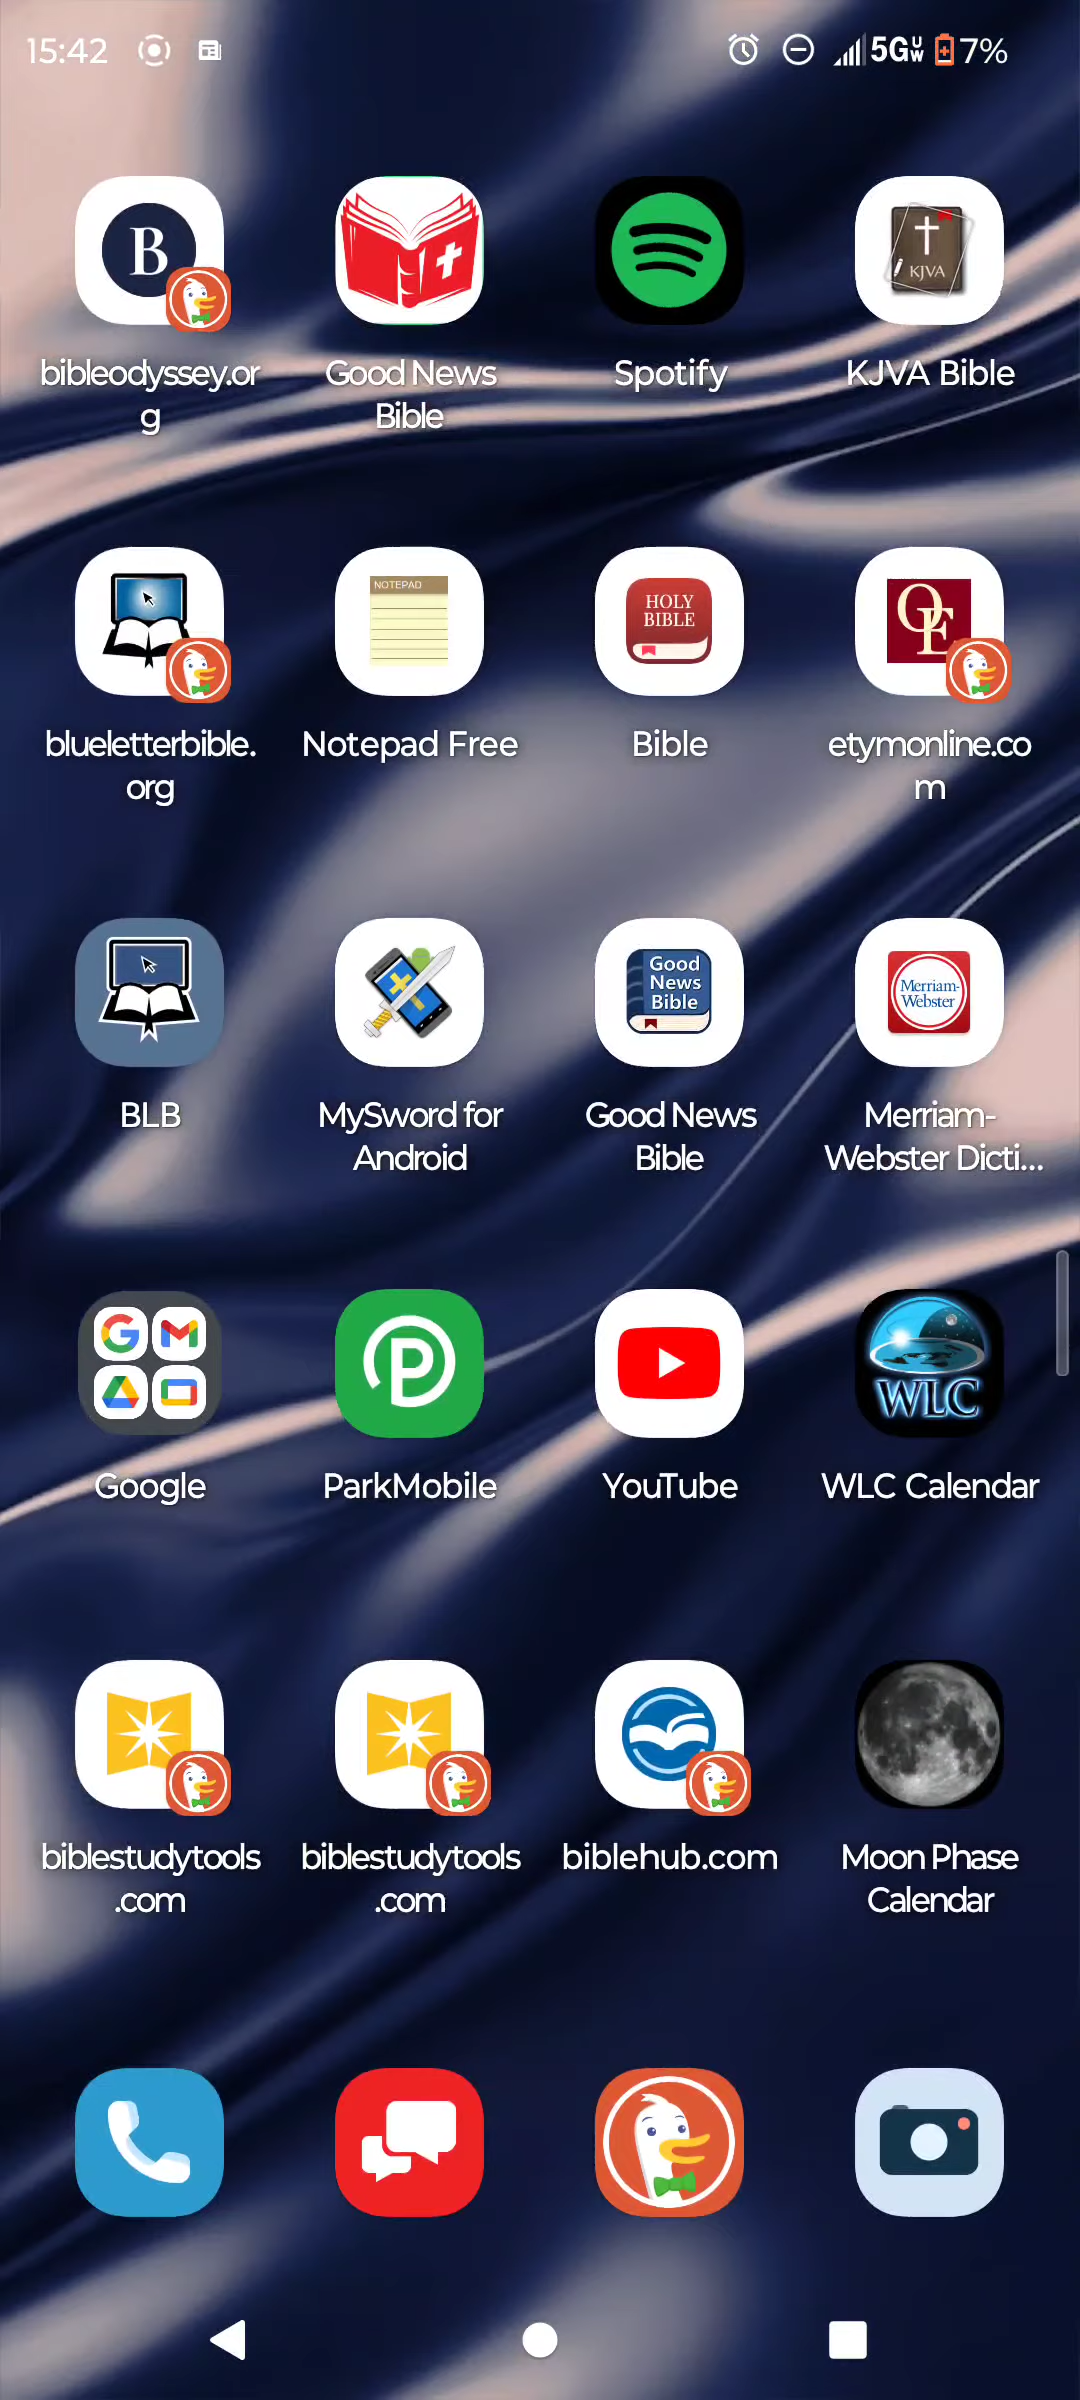 15:42
5G UW 7%
B
KJVA
bibleodyssey.or
g
Good News
Bible
Spotify
KJVA Bible
NOTEPAD
HOLY
BIBLE
OE
blueletterbible.
org
Notepad Free
Bible
etymonline.co
m
Good
News
Bible
Merriam-
Webster
BLB
MySword for
Android
Good News
Bible
Merriam-
Webster Dicti...
G
P
WLC
Google
ParkMobile
YouTube
WLC Calendar
biblestudytools
.com
biblestudytools
.com
biblehub.com
Moon Phase
Calendar